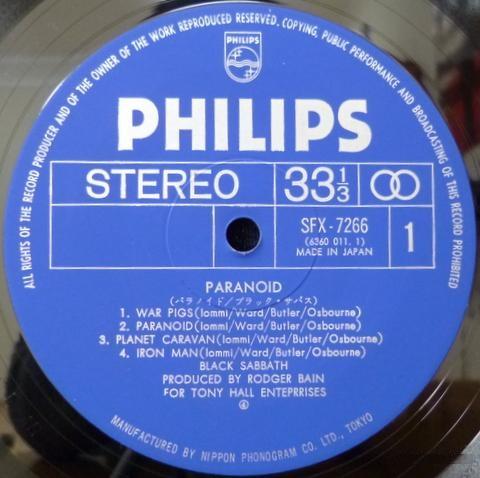 ALL RIGHTS OF THE RECORD PRODUCER AND OF THE OWNER OF THE WORK REPRODUCED RESERVED. COPYING, PUBLIC PERFORMANCE AND BROADCASTING OF THIS RECORD PROHIBITED
PHILIPS
PHILIPS
STEREO 33 1/3
SFX-7266
(6360 011. 1)
MADE IN JAPAN
1
PARANOID
(パラノイド/ブラック・サバス)
1. WAR PIGS(Iommi/Ward/Butler/Osbourne)
2. PARANOID(Iommi/Ward/Butler/Osbourne)
3. PLANET CARAVAN(Iommi/Ward/Butler/Osbourne)
4. IRON MAN(Iommi/Ward/Butler/Osbourne)
BLACK SABBATH
PRODUCED BY RODGER BAIN
FOR TONY HALL ENTEPRRISES
④
MANUFACTURED BY NIPPON PHONOGRAM CO. LTD., TOKYO